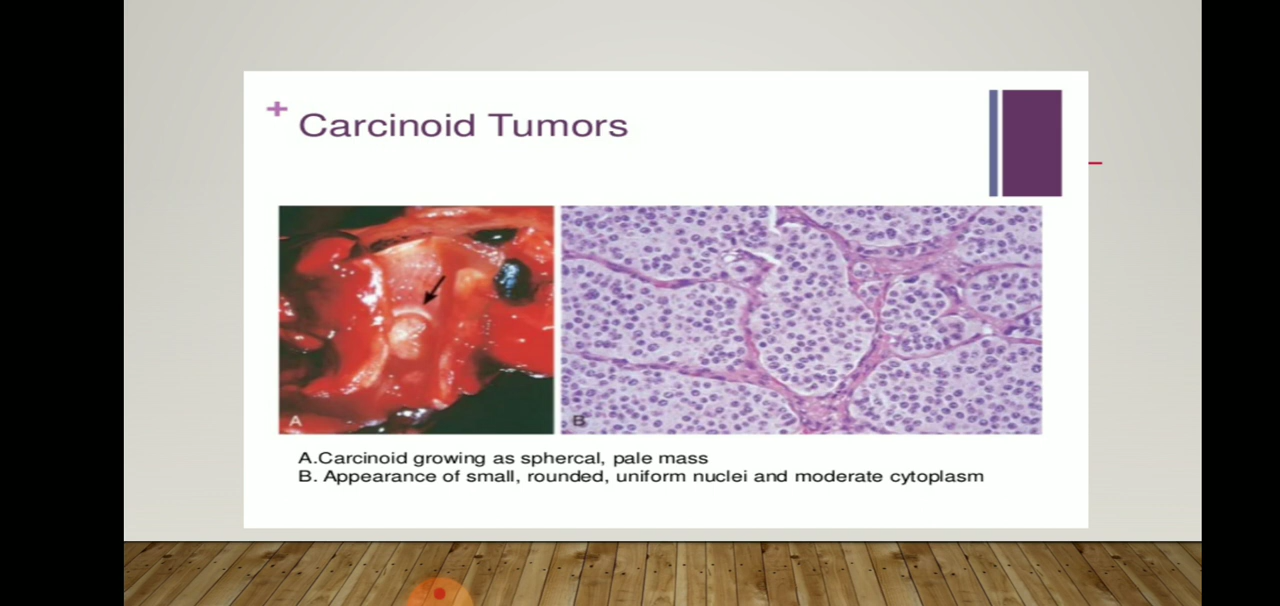 + Carcinoid Tumors
A
B
A.Carcinoid growing as sphercal, pale mass
B. Appearance of small, rounded, uniform nuclei and moderate cytoplasm